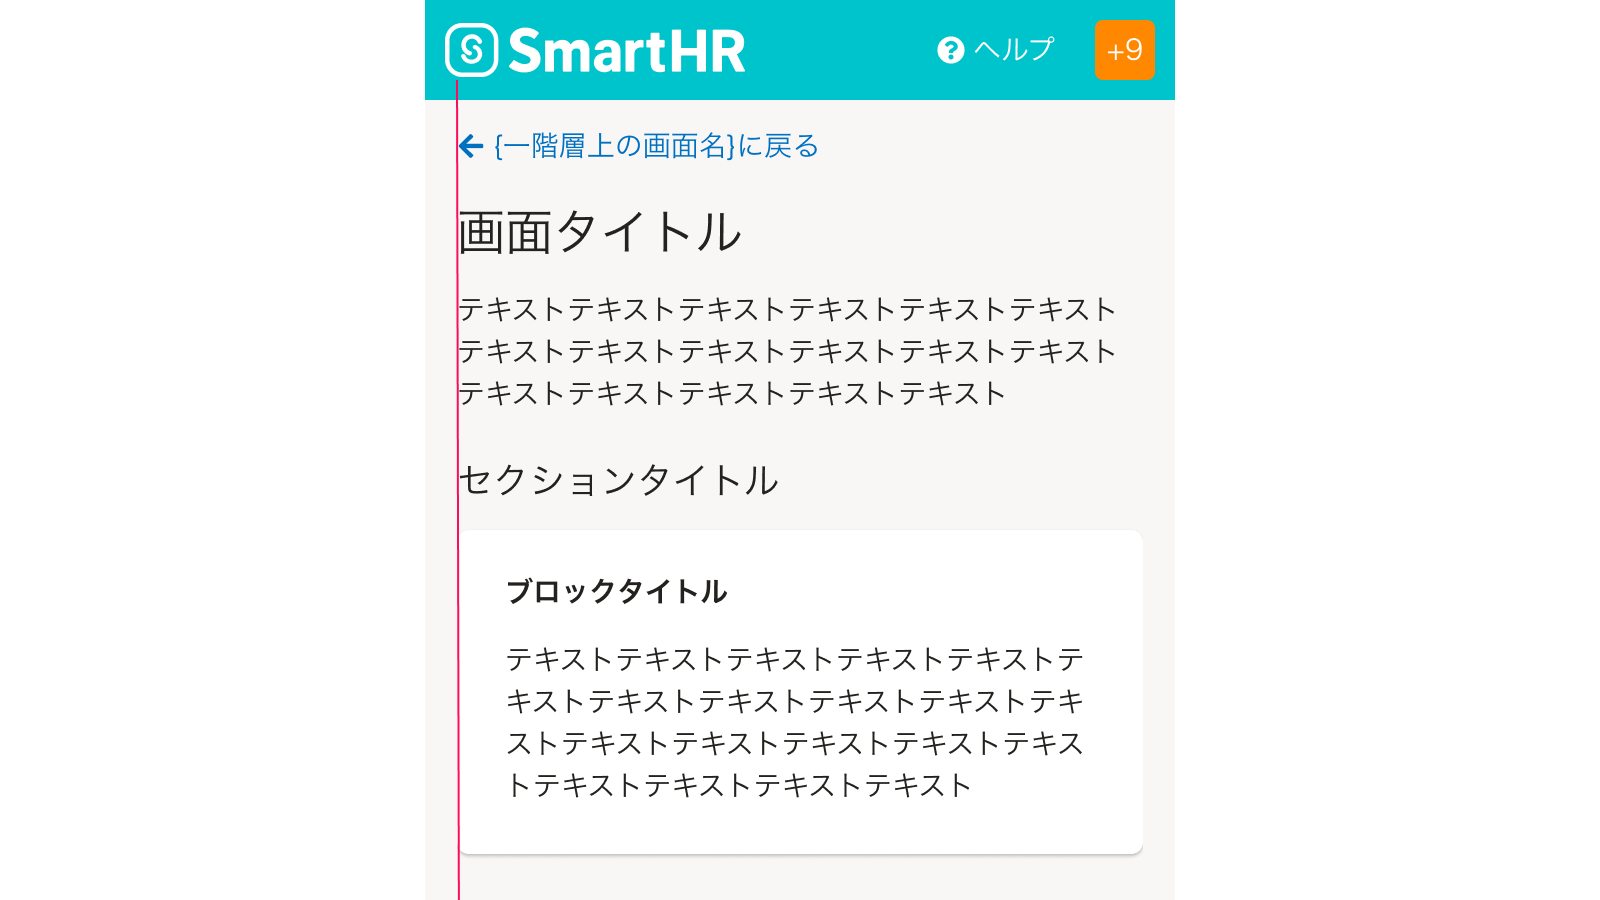 SmartHR
ヘルプ
+9
{一階層上の画面名}に戻る
画面タイトル
テキストテキストテキストテキストテキストテキスト
テキストテキストテキストテキストテキストテキスト
テキストテキストテキストテキストテキスト
セクションタイトル
ブロックタイトル
テキストテキストテキストテキストテキストテ
キストテキストテキストテキストテキストテキ
ストテキストテキストテキストテキストテキス
トテキストテキストテキストテキスト